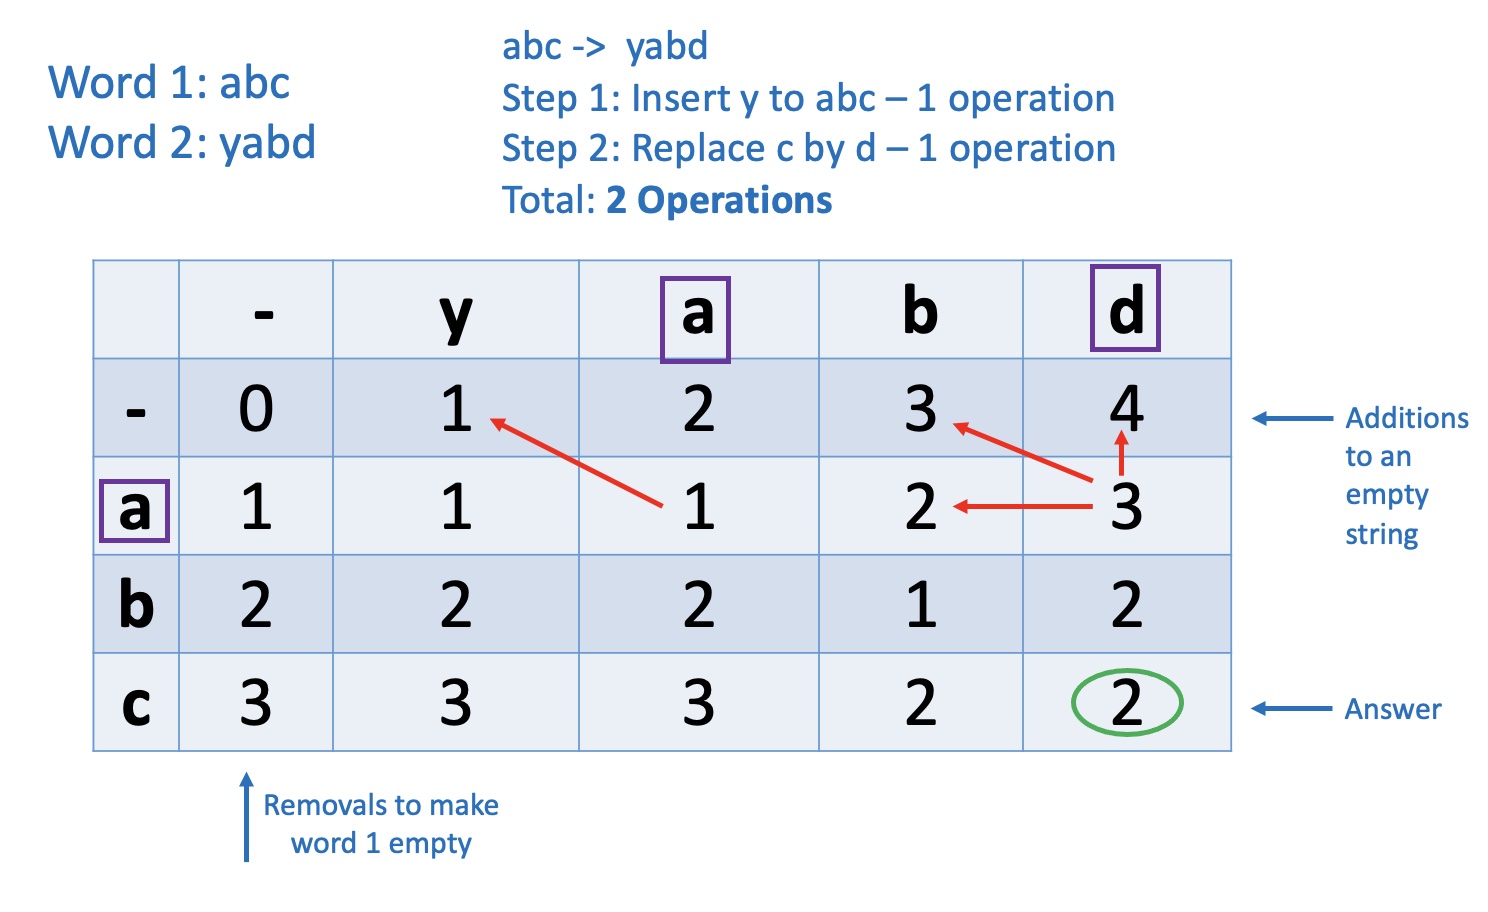 Word 1: abc
Word 2: yabd
abc -> yabd
Step 1: Insert y to abc – 1 operation
Step 2: Replace c by d – 1 operation
Total: 2 Operations
- y a b d
- 0 1 2 3 4
a 1 1 1 2 3
b 2 2 2 1 2
c 3 3 3 2 2
Additions
to an
empty
string
Answer
Removals to make
word 1 empty